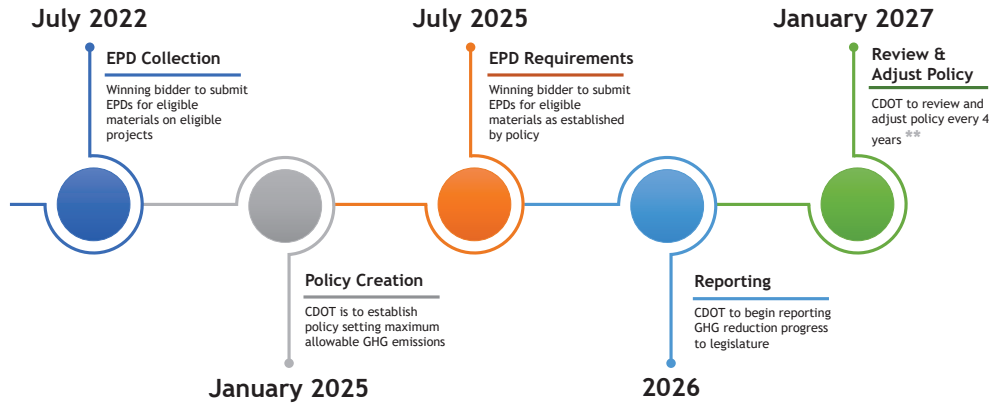 July 2022
EPD Collection
Winning bidder to submit
EPDs for eligible
materials on eligible
projects
January 2025
Policy Creation
CDOT is to establish
policy setting maximum
allowable GHG emissions
July 2025
EPD Requirements
Winning bidder to submit
EPDs for eligible
materials as established
by policy
2026
Reporting
CDOT to begin reporting
GHG reduction progress
to legislature
January 2027
Review &
Adjust Policy
CDOT to review and
adjust policy every 4
years **